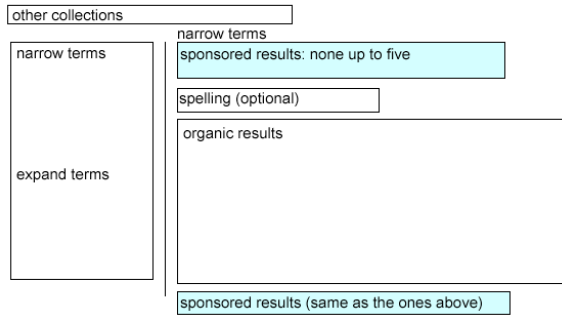 other collections
narrow terms
narrow terms
sponsored results: none up to five
spelling (optional)
organic results
expand terms
sponsored results (same as the ones above)